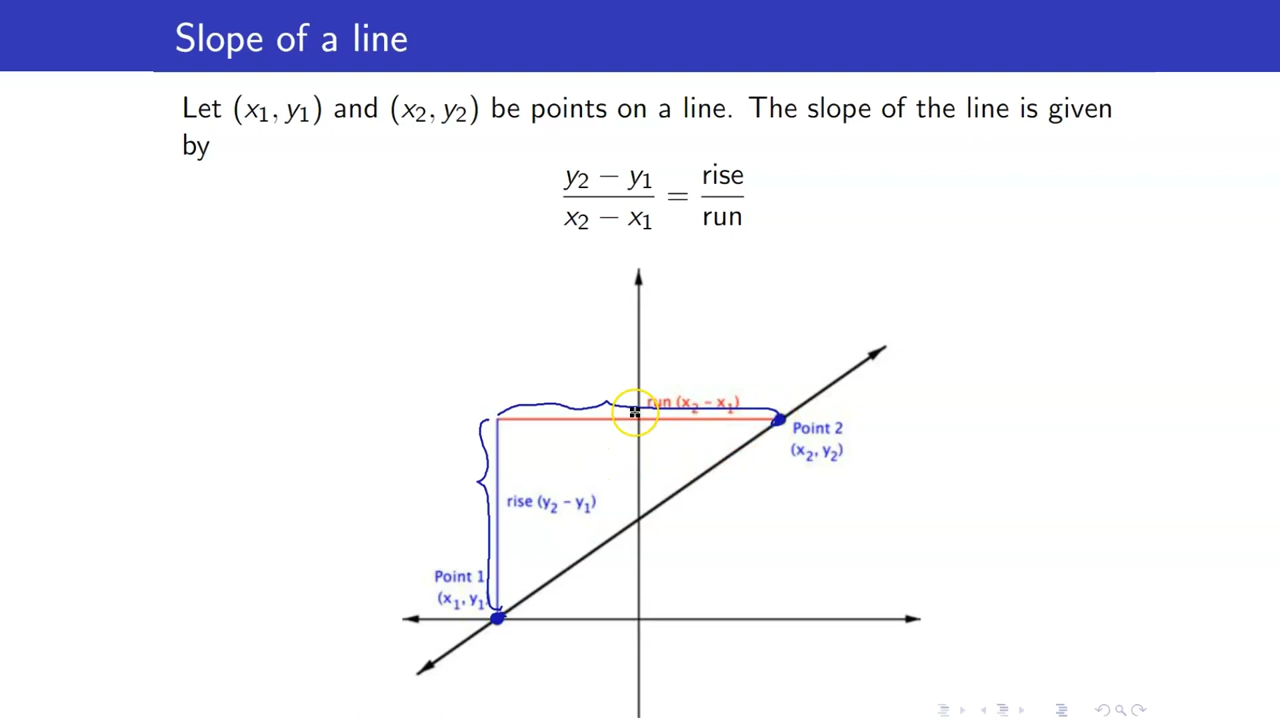 Slope of a line
Let (x₁, y₁) and (x₂, y₂) be points on a line. The slope of the line is given
by
y₂ − y₁ / x₂ − x₁ = rise / run
run (x₂ − x₁)
Point 2
(x₂, y₂)
rise (y₂ − y₁)
Point 1
(x₁, y₁